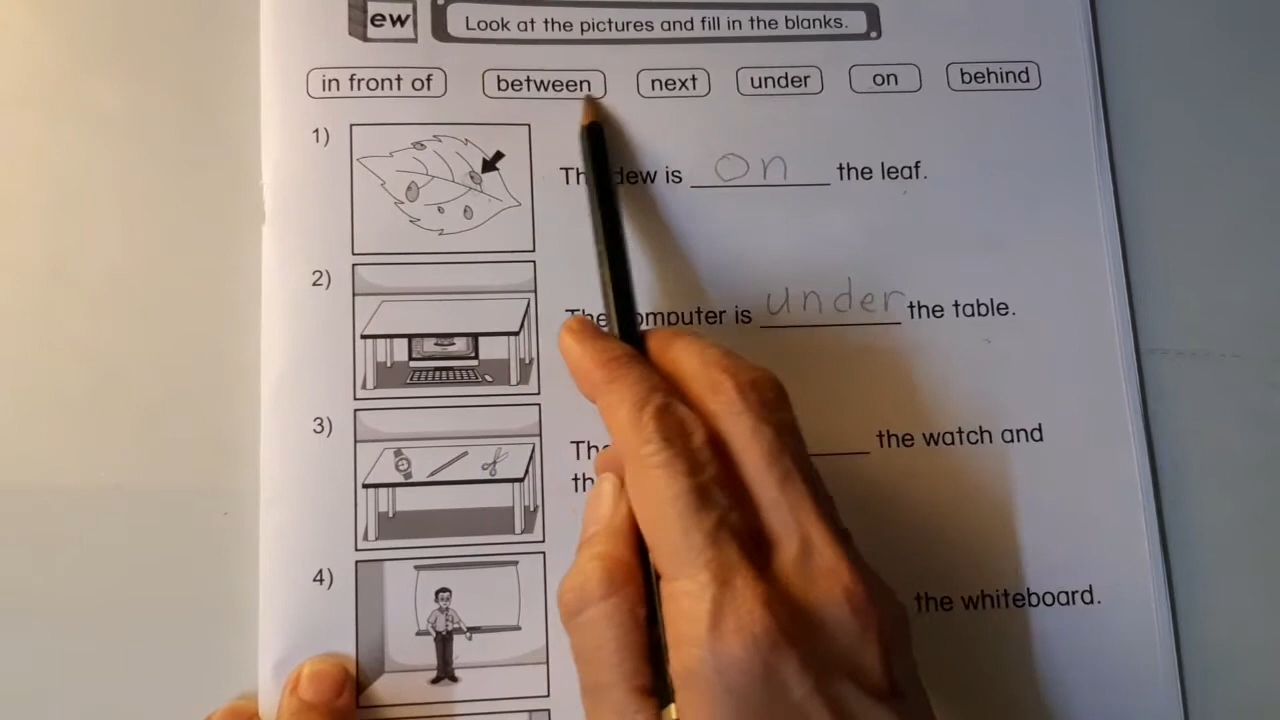 ew
Look at the pictures and fill in the blanks.
in front of between next under on behind
1) dew is on the leaf.
2) The computer is under the table.
3) the watch and
4) the whiteboard.